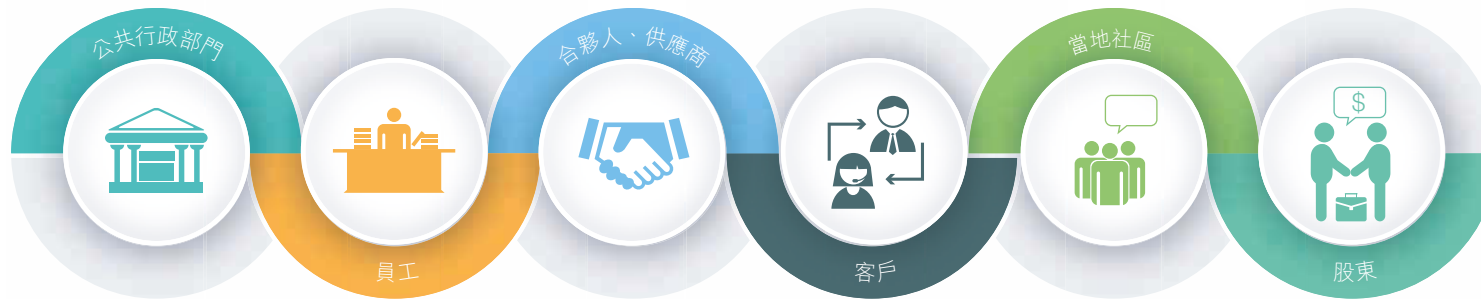 公共行政部門
員工
合夥人、供應商
客戶
當地社區
$
股東